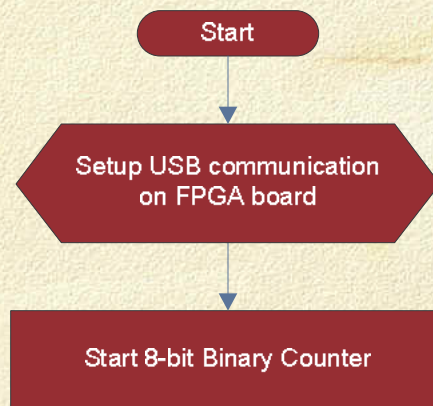 Start
Setup USB communication
on FPGA board
Start 8-bit Binary Counter